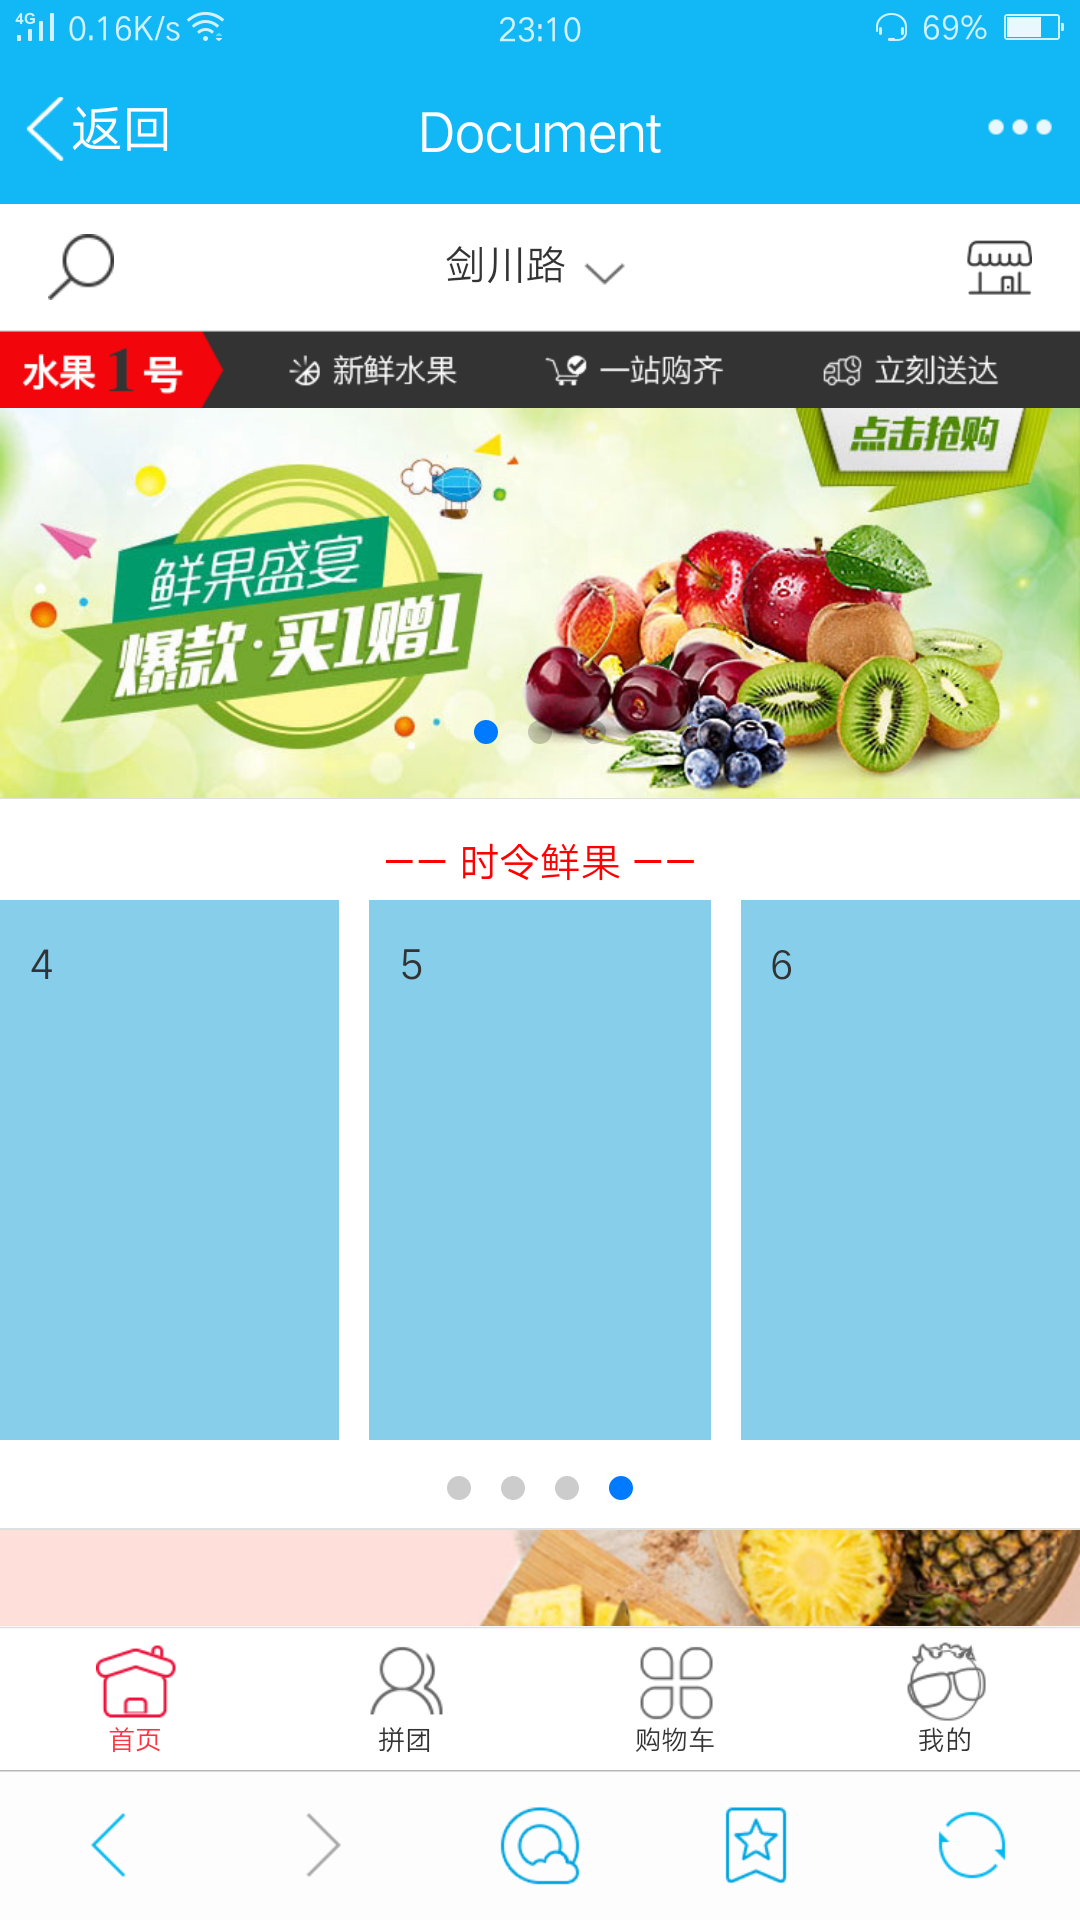 4G 0.16K/s 23:10 69%
返回 Document
剑川路
水果1号 新鲜水果 一站购齐 立刻送达
点击抢购
鲜果盛宴
爆款·买1赠1
—— 时令鲜果 ——
4 5 6
首页 拼团 购物车 我的